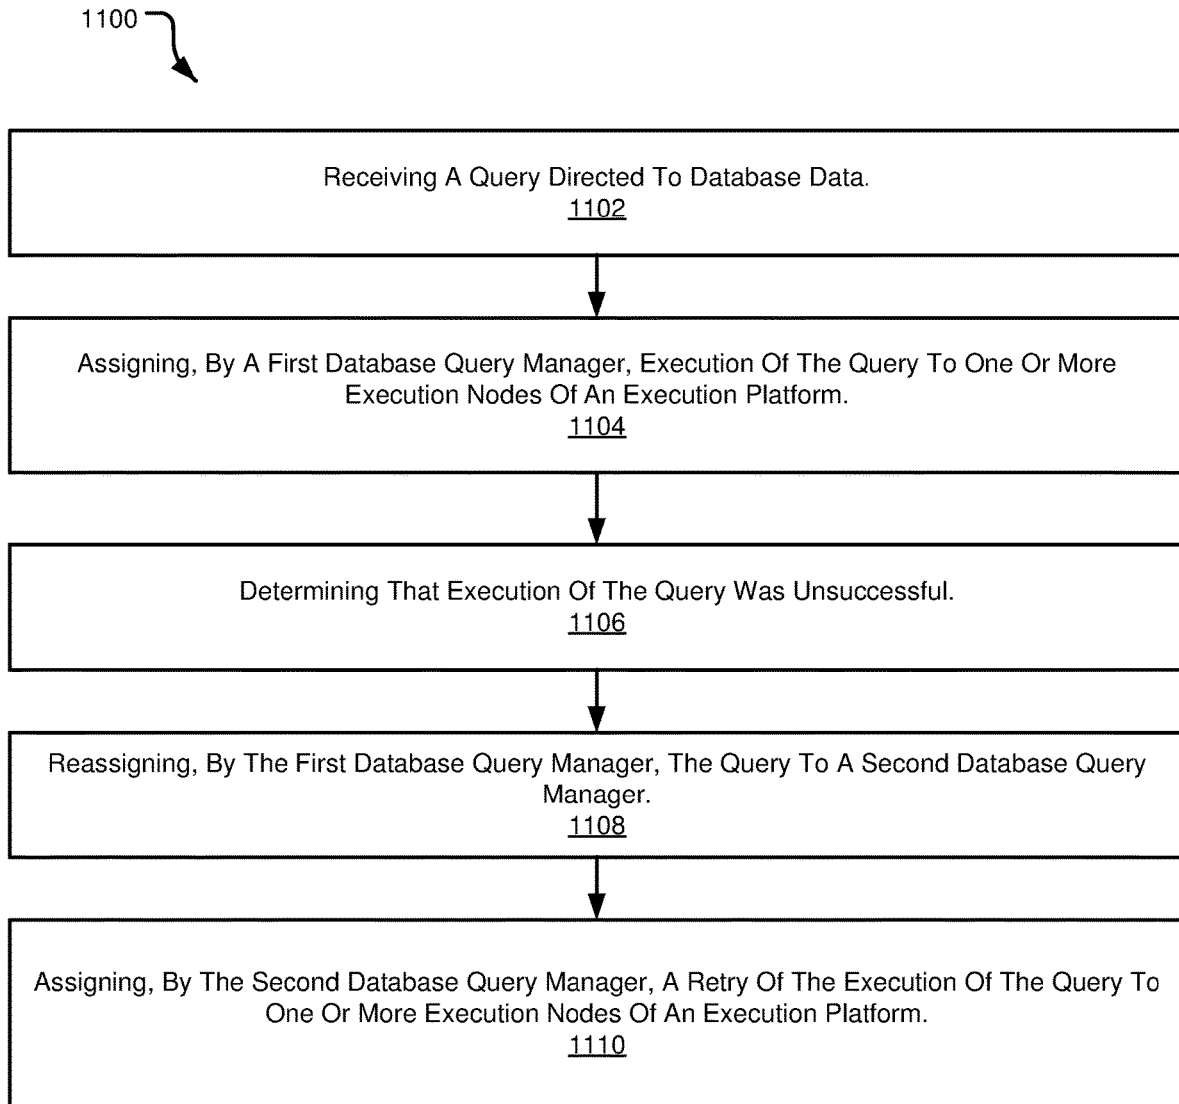 1100
Receiving A Query Directed To Database Data.
1102
Assigning, By A First Database Query Manager, Execution Of The Query To One Or More
Execution Nodes Of An Execution Platform.
1104
Determining That Execution Of The Query Was Unsuccessful.
1106
Reassigning, By The First Database Query Manager, The Query To A Second Database Query
Manager.
1108
Assigning, By The Second Database Query Manager, A Retry Of The Execution Of The Query To
One Or More Execution Nodes Of An Execution Platform.
1110